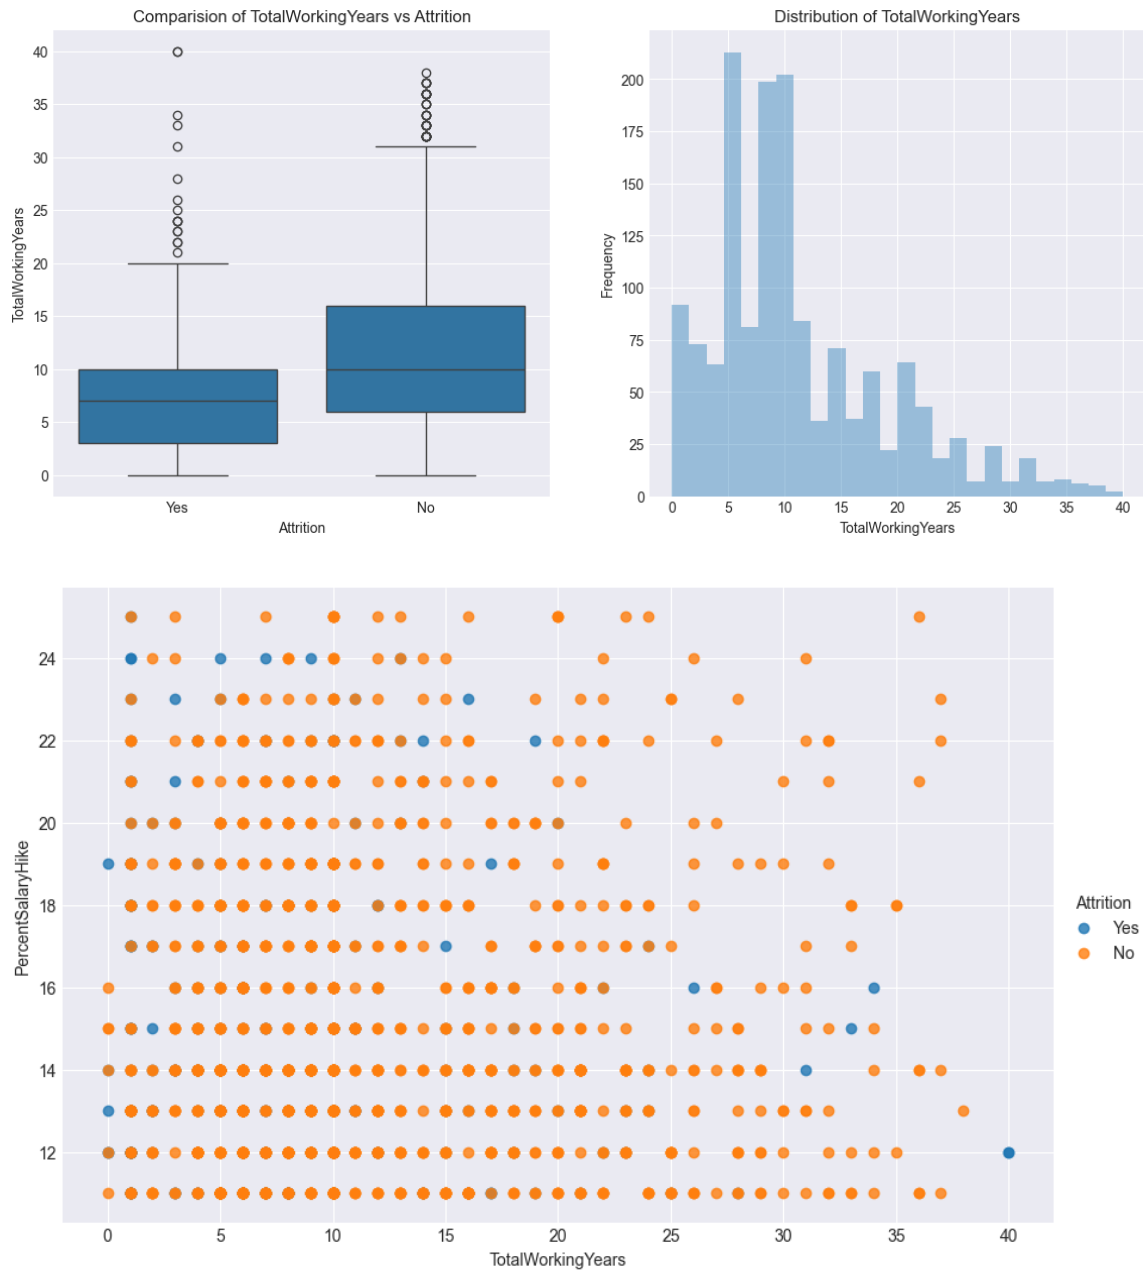 Comparision of TotalWorkingYears vs Attrition
40
35
30
25
20
15
10
5
0
TotalWorkingYears
Yes
No
Attrition
Distribution of TotalWorkingYears
200
175
150
125
100
75
50
25
0
Frequency
0 5 10 15 20 25 30 35 40
TotalWorkingYears
24
22
20
18
16
14
12
PercentSalaryHike
0 5 10 15 20 25 30 35 40
TotalWorkingYears
Attrition
Yes
No